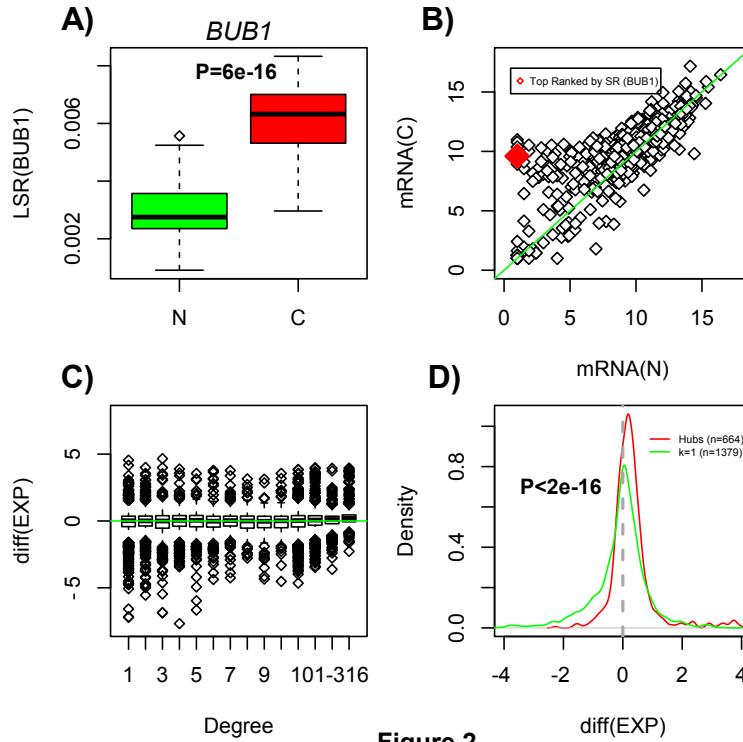 A)
BUB1
P=6e-16
LSR(BUB1)
0.002
0.006
N
C
B)
Top Ranked by SR (BUB1)
mRNA(C)
0
5
10
15
0
5
10
15
mRNA(N)
C)
diff(EXP)
-5
0
5
1
3
5
7
9
101-316
Degree
D)
Hubs (n=664)
k=1 (n=1379)
P<2e-16
Density
0.0
0.4
0.8
-4
-2
0
2
4
diff(EXP)
Figure 2